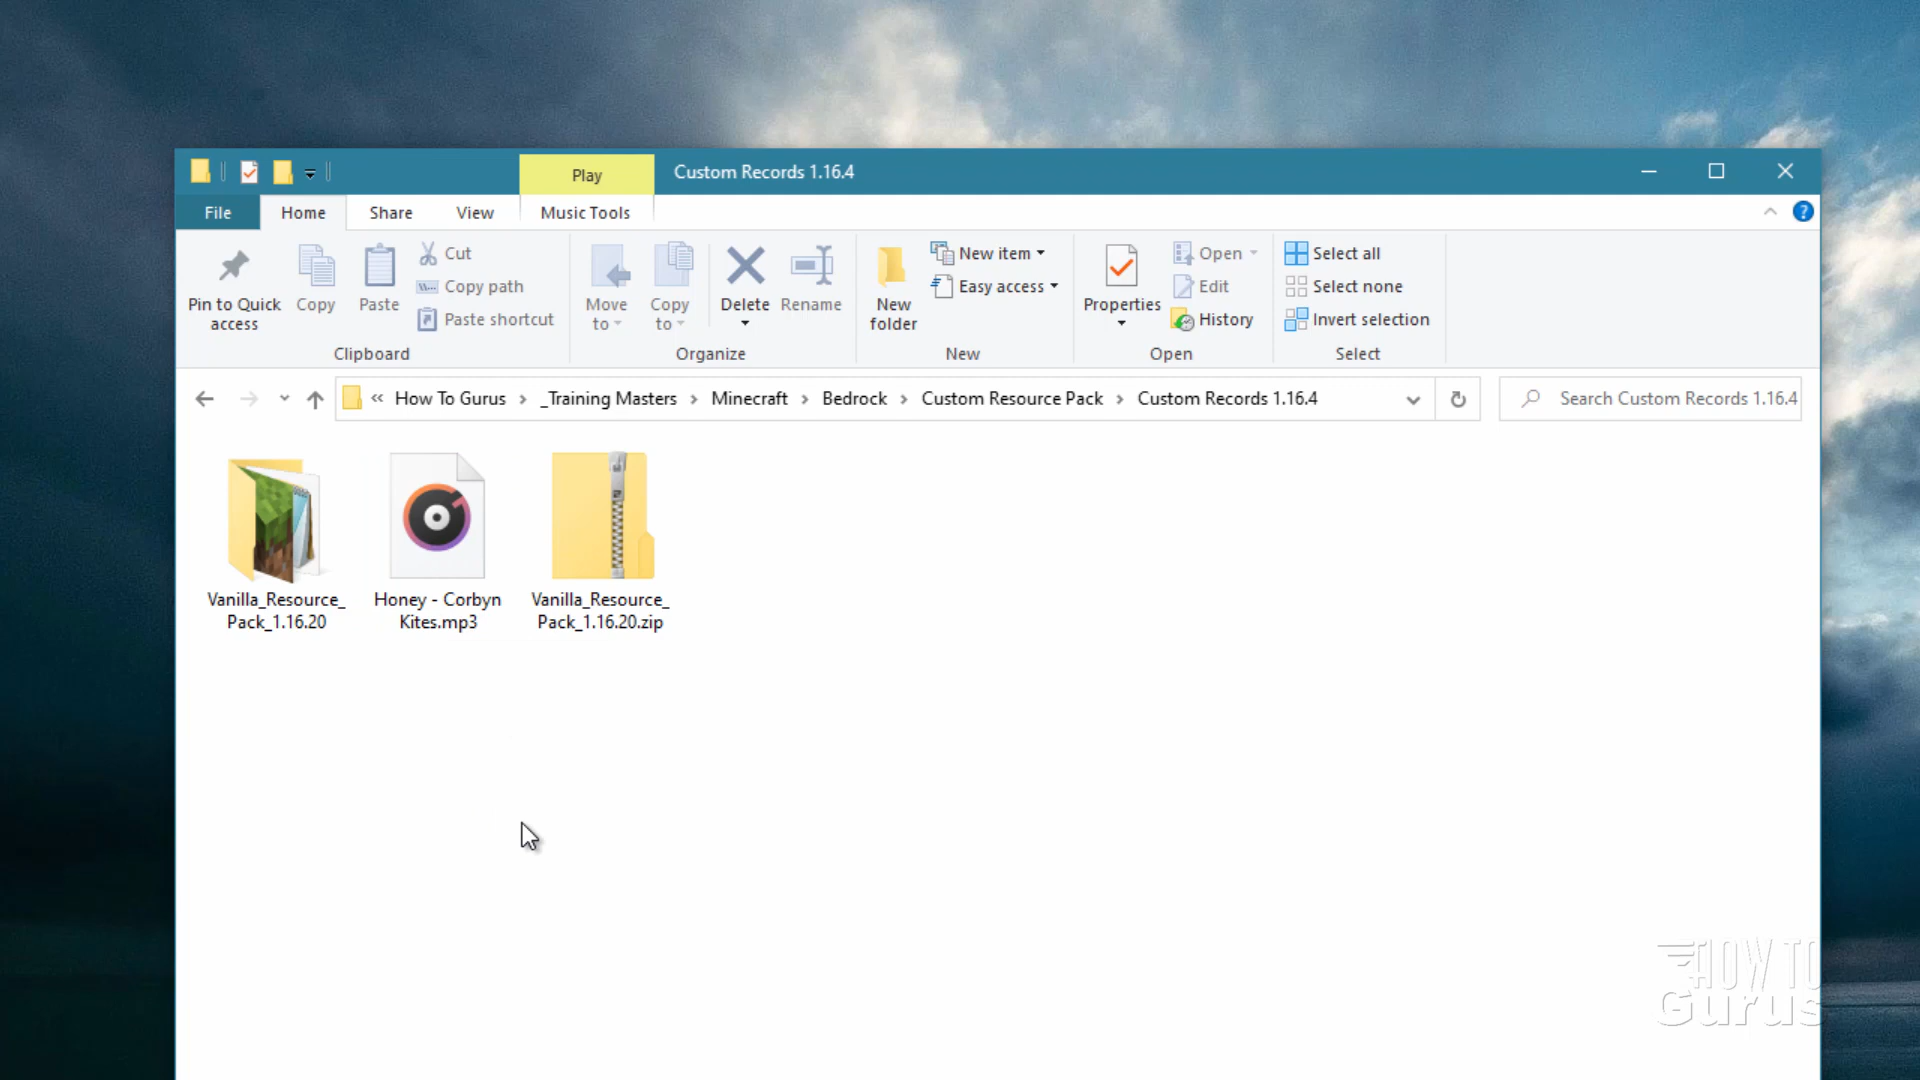 Play
Custom Records 1.16.4
File
Home
Share
View
Music Tools
Pin to Quick access
Copy
Paste
Cut
Copy path
Paste shortcut
Clipboard
Move to
Copy to
Delete
Rename
Organize
New folder
New item
Easy access
New
Properties
Open
Edit
History
Open
Select all
Select none
Invert selection
Select
« How To Gurus › _Training Masters › Minecraft › Bedrock › Custom Resource Pack › Custom Records 1.16.4
Search Custom Records 1.16.4
Vanilla_Resource_
Pack_1.16.20
Honey - Corbyn
Kites.mp3
Vanilla_Resource_
Pack_1.16.20.zip
HOW TO
Gurus